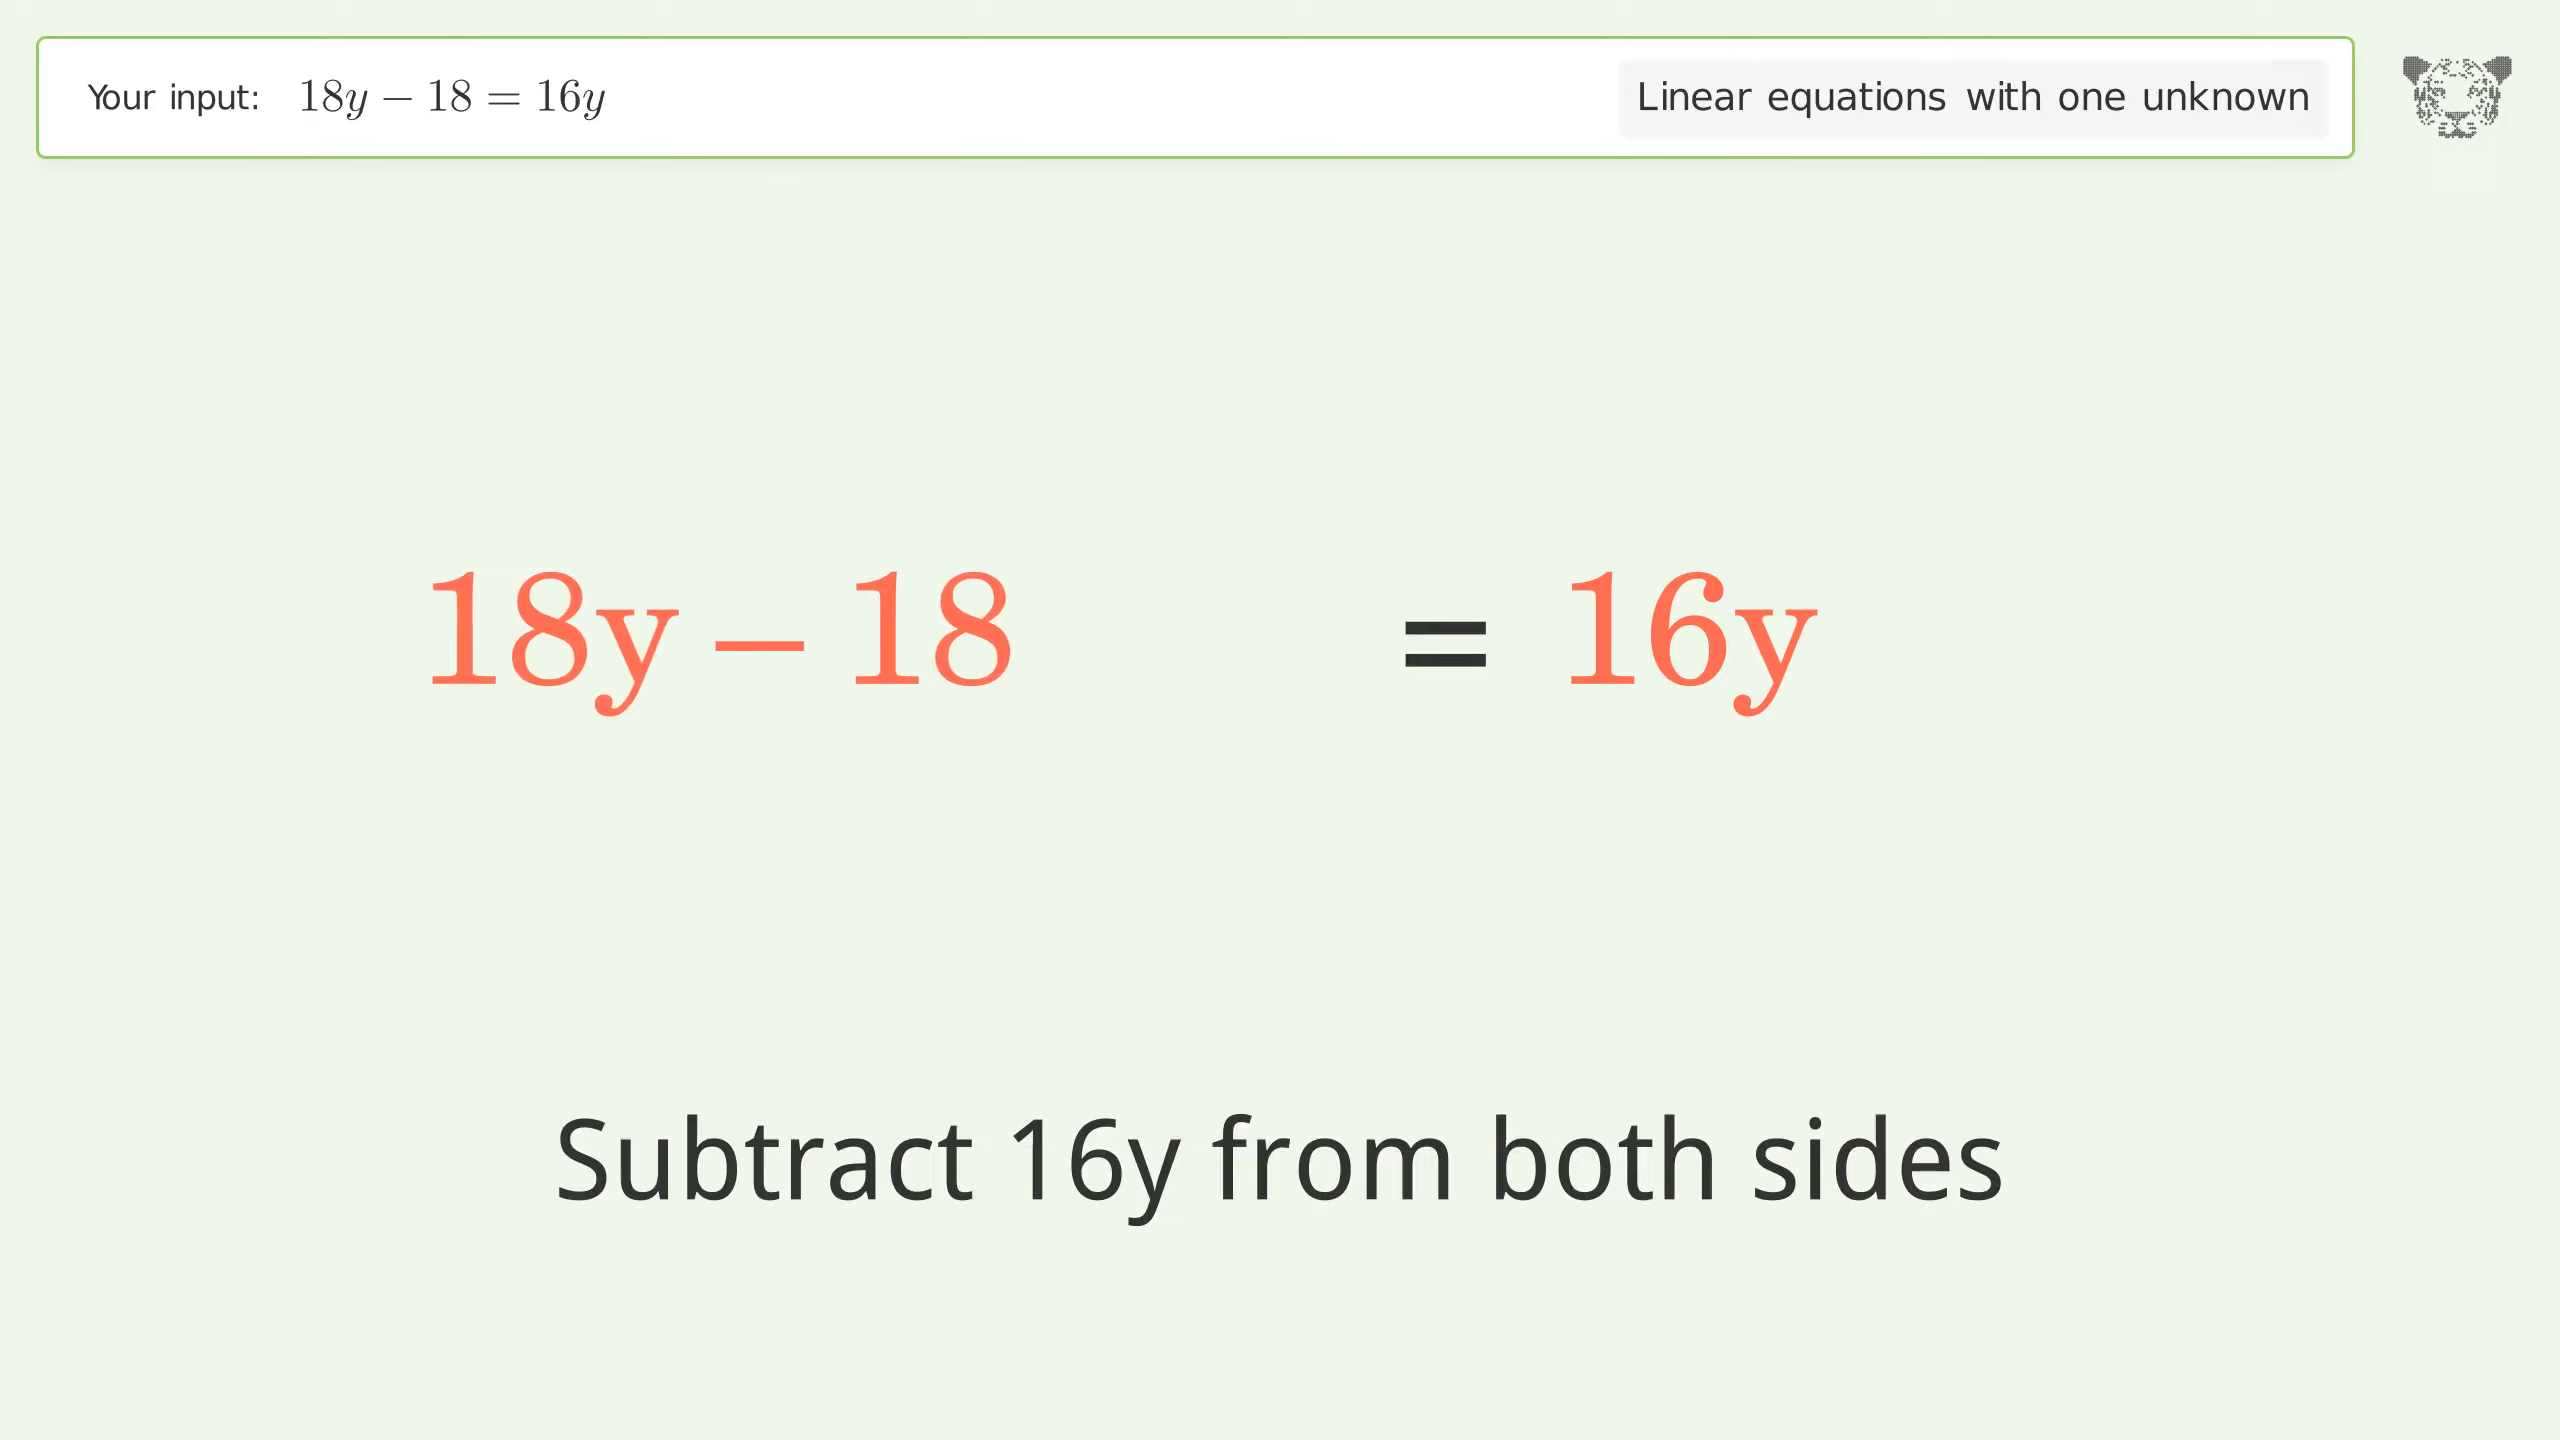 Your input: 18y − 18 = 16y
Linear equations with one unknown
18y − 18 = 16y
Subtract 16y from both sides